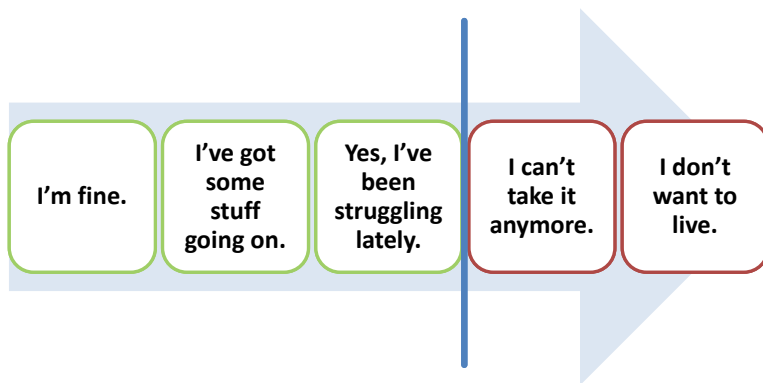 I'm fine.
I've got
some
stuff
going on.
Yes, I've
been
struggling
lately.
I can't
take it
anymore.
I don't
want to
live.